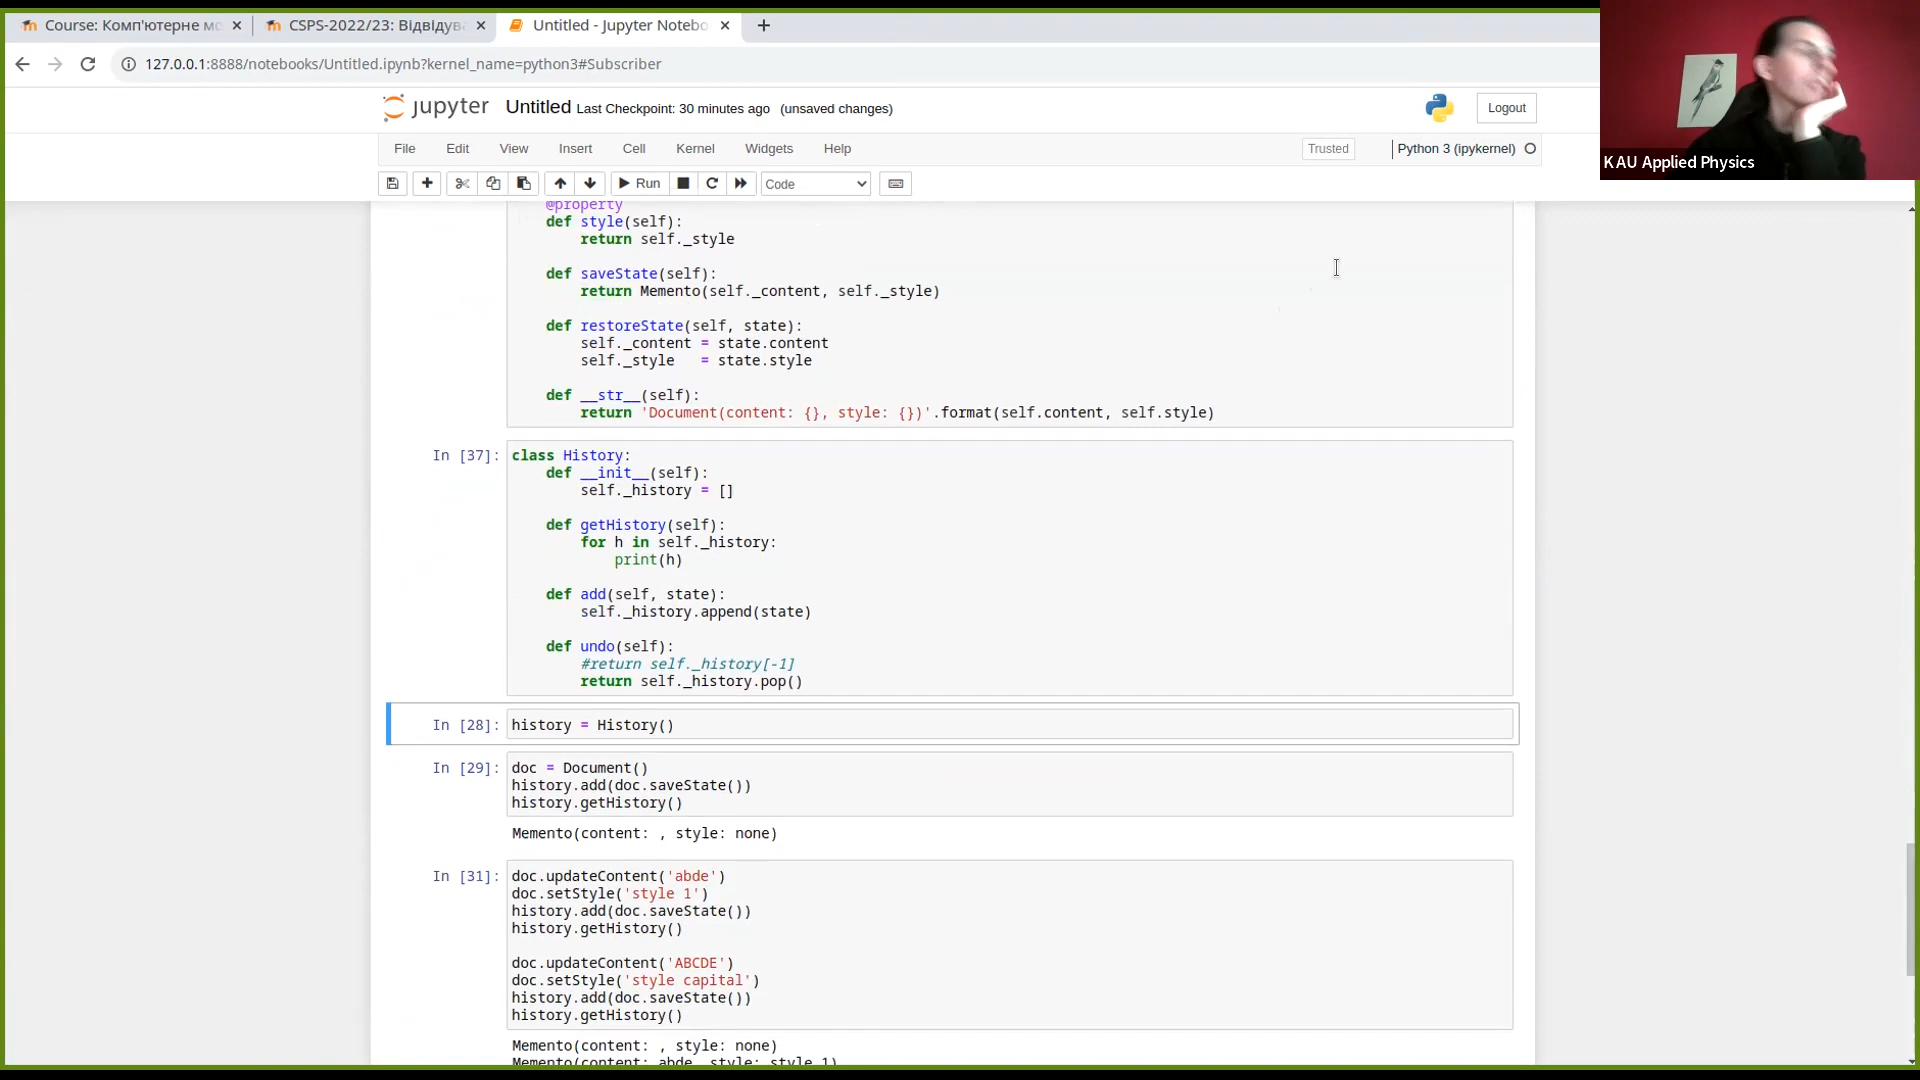 Course: Комп'ютерне мо
CSPS-2022/23: Відвідува
Untitled - Jupyter Notebo
127.0.0.1:8888/notebooks/Untitled.ipynb?kernel_name=python3#Subscriber
jupyter Untitled Last Checkpoint: 30 minutes ago (unsaved changes)
Logout
File Edit View Insert Cell Kernel Widgets Help
Trusted
Python 3 (ipykernel)
Run
Code
K AU Applied Physics
@property
def style(self):
return self._style
def saveState(self):
return Memento(self._content, self._style)
def restoreState(self, state):
self._content = state.content
self._style = state.style
def __str__(self):
return 'Document(content: {}, style: {})'.format(self.content, self.style)
In [37]:
class History:
def __init__(self):
self._history = []
def getHistory(self):
for h in self._history:
print(h)
def add(self, state):
self._history.append(state)
def undo(self):
#return self._history[-1]
return self._history.pop()
In [28]:
history = History()
In [29]:
doc = Document()
history.add(doc.saveState())
history.getHistory()
Memento(content: , style: none)
In [31]:
doc.updateContent('abde')
doc.setStyle('style 1')
history.add(doc.saveState())
history.getHistory()
doc.updateContent('ABCDE')
doc.setStyle('style capital')
history.add(doc.saveState())
history.getHistory()
Memento(content: , style: none)
Memento(content: abde, style: style 1)